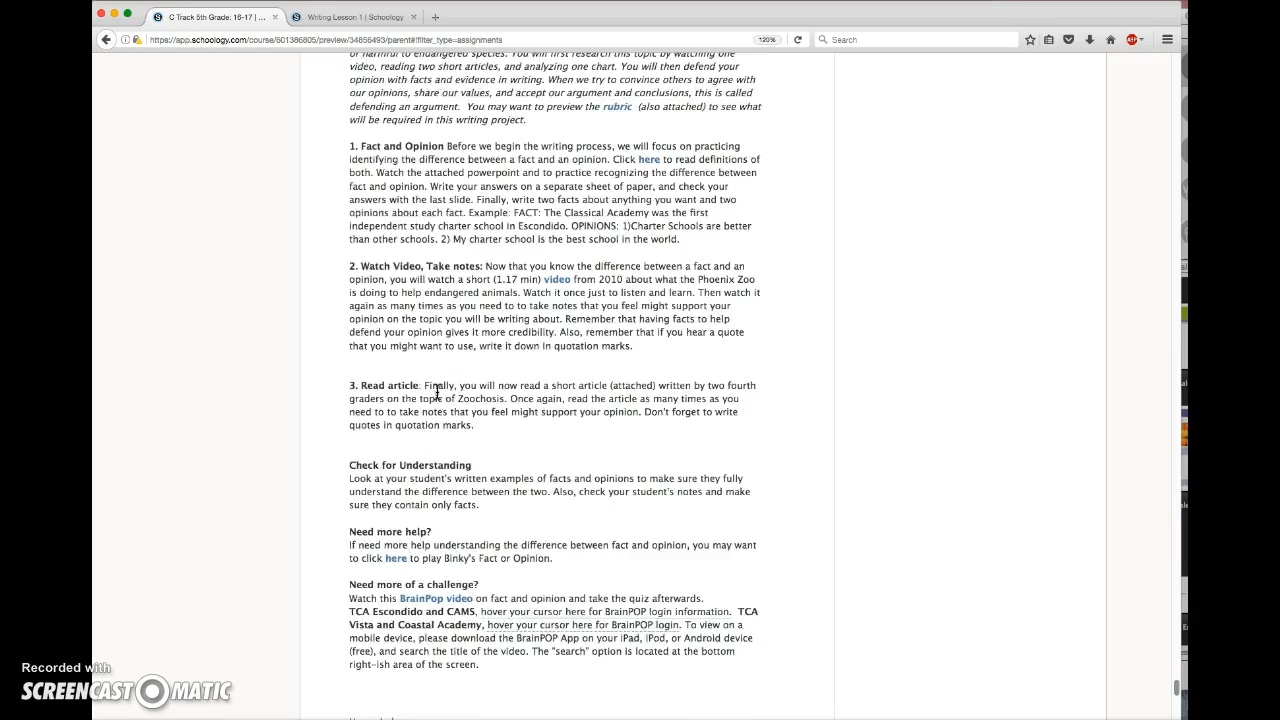 C Track 5th Grade: 16-17 | ... ×
Writing Lesson 1 | Schoology ×
https://app.schoology.com/course/601386805/preview/34856493/parent#!filter_type=assignments
120%
Search
ABP
or harmful to endangered species. You will first research this topic by watching one
video, reading two short articles, and analyzing one chart. You will then defend your
opinion with facts and evidence in writing. When we try to convince others to agree with
our opinions, share our values, and accept our argument and conclusions, this is called
defending an argument. You may want to preview the rubric (also attached) to see what
will be required in this writing project.
1. Fact and Opinion Before we begin the writing process, we will focus on practicing
identifying the difference between a fact and an opinion. Click here to read definitions of
both. Watch the attached powerpoint and to practice recognizing the difference between
fact and opinion. Write your answers on a separate sheet of paper, and check your
answers with the last slide. Finally, write two facts about anything you want and two
opinions about each fact. Example: FACT: The Classical Academy was the first
independent study charter school in Escondido. OPINIONS: 1)Charter Schools are better
than other schools. 2) My charter school is the best school in the world.
2. Watch Video, Take notes: Now that you know the difference between a fact and an
opinion, you will watch a short (1.17 min) video from 2010 about what the Phoenix Zoo
is doing to help endangered animals. Watch it once just to listen and learn. Then watch it
again as many times as you need to to take notes that you feel might support your
opinion on the topic you will be writing about. Remember that having facts to help
defend your opinion gives it more credibility. Also, remember that if you hear a quote
that you might want to use, write it down in quotation marks.
3. Read article: Finally, you will now read a short article (attached) written by two fourth
graders on the topic of Zoochosis. Once again, read the article as many times as you
need to to take notes that you feel might support your opinion. Don't forget to write
quotes in quotation marks.
Check for Understanding
Look at your student's written examples of facts and opinions to make sure they fully
understand the difference between the two. Also, check your student's notes and make
sure they contain only facts.
Need more help?
If need more help understanding the difference between fact and opinion, you may want
to click here to play Binky's Fact or Opinion.
Need more of a challenge?
Watch this BrainPop video on fact and opinion and take the quiz afterwards.
TCA Escondido and CAMS, hover your cursor here for BrainPOP login information. TCA
Vista and Coastal Academy, hover your cursor here for BrainPOP login. To view on a
mobile device, please download the BrainPOP App on your iPad, iPod, or Android device
(free), and search the title of the video. The "search" option is located at the bottom
right-ish area of the screen.
Recorded with
SCREENCAST O MATIC